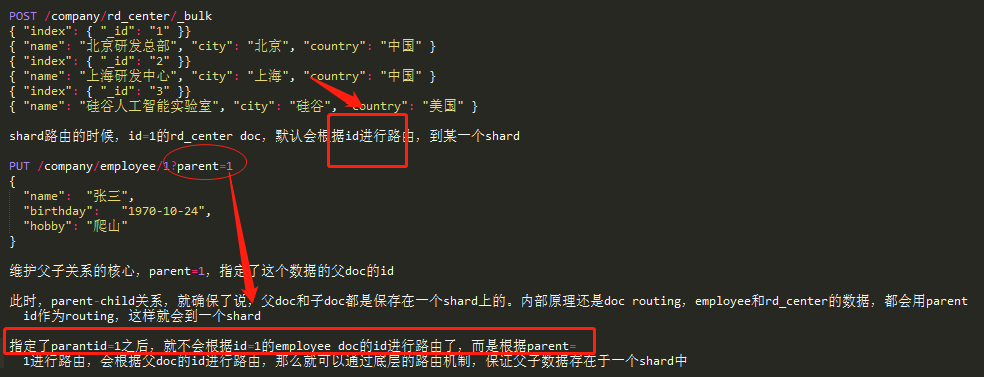 POST /company/rd_center/_bulk
{ "index": { "_id": "1" }}
{ "name": "北京研发总部", "city": "北京", "country": "中国" }
{ "index": { "_id": "2" }}
{ "name": "上海研发中心", "city": "上海", "country": "中国" }
{ "index": { "_id": "3" }}
{ "name": "硅谷人工智能实验室", "city": "硅谷", "country": "美国" }
shard路由的时候，id=1的rd_center doc，默认会根据id进行路由，到某一个shard
PUT /company/employee/1?parent=1
{
"name": "张三",
"birthday": "1970-10-24",
"hobby": "爬山"
}
维护父子关系的核心，parent=1，指定了这个数据的父doc的id
此时，parent-child关系，就确保了说，父doc和子doc都是保存在一个shard上的。内部原理还是doc routing，employee和rd_center的数据，都会用parent
id作为routing，这样就会到一个shard
指定了parantid=1之后，就不会根据id=1的employee doc的id进行路由了，而是根据parent=
1进行路由，会根据父doc的id进行路由，那么就可以通过底层的路由机制，保证父子数据存在于一个shard中